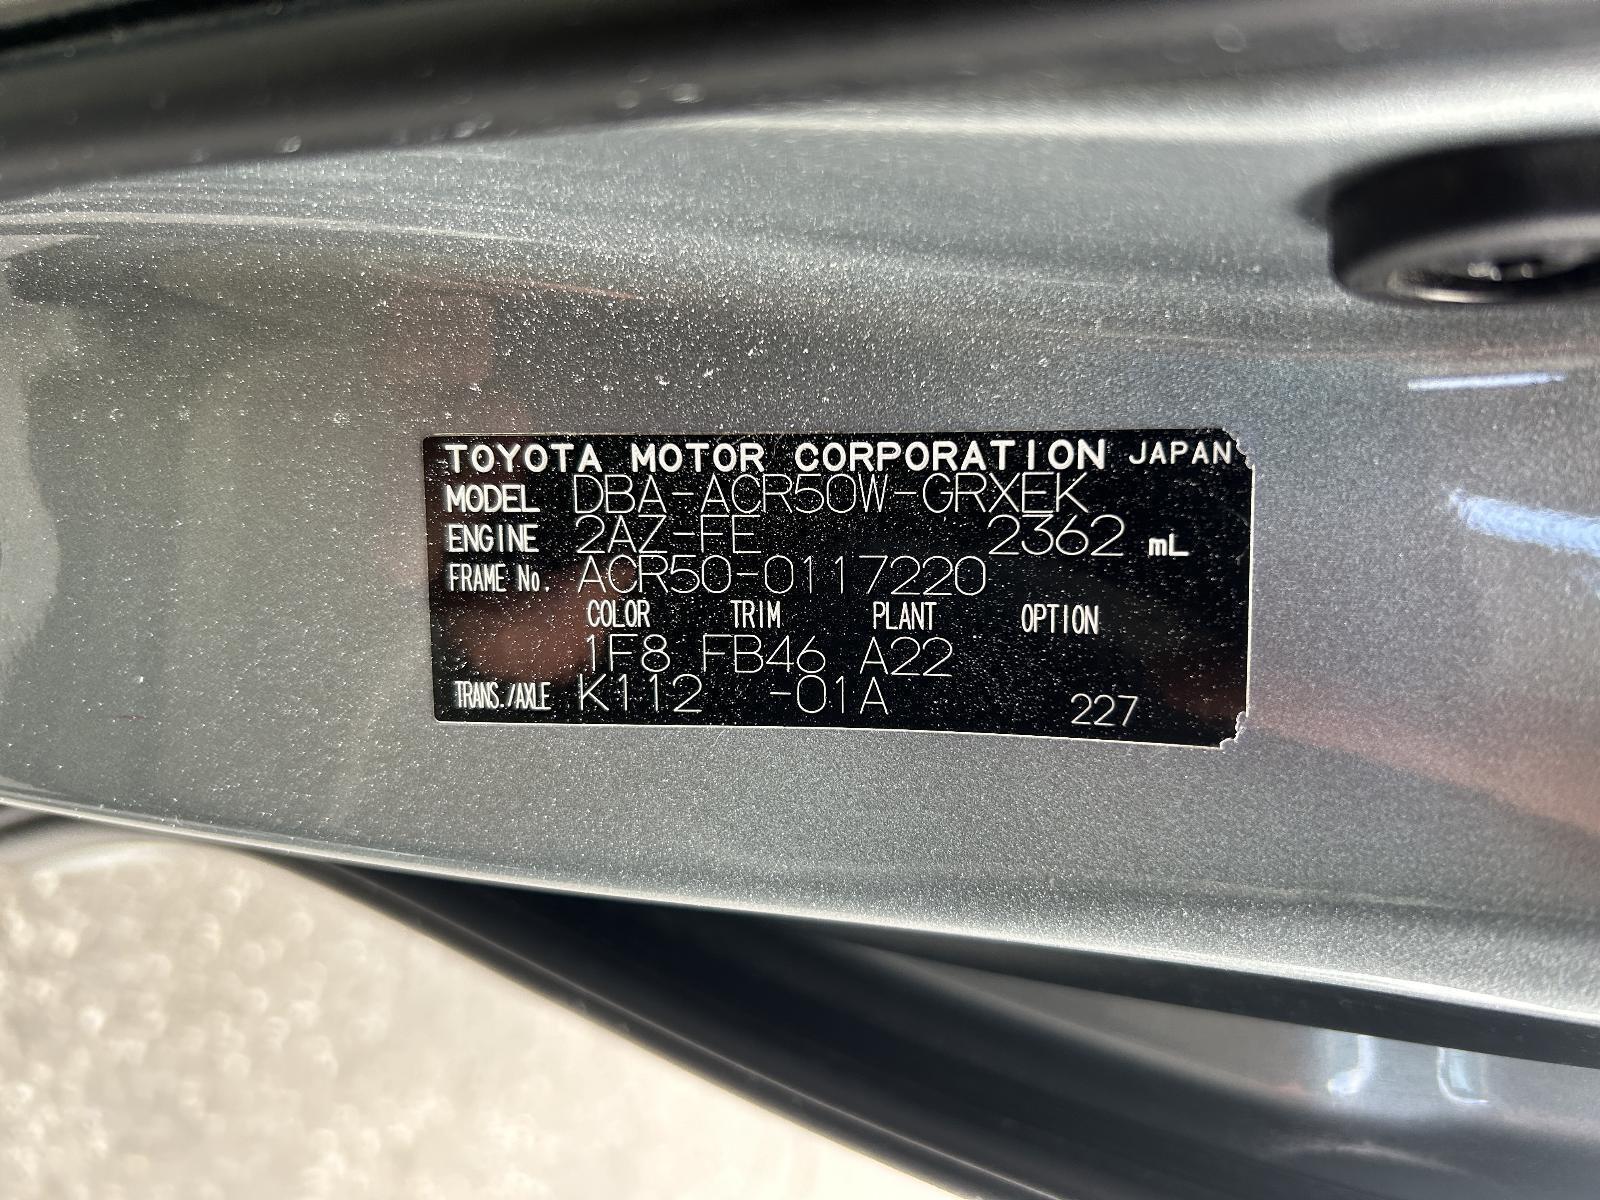 TOYOTA MOTOR CORPORATION JAPAN
MODEL DBA-ACR50W-GRXEK
ENGINE 2AZ-FE 2362 mL
FRAME No. ACR50-0117220
COLOR TRIM PLANT OPTION
1F8 FB46 A22
TRANS./AXLE K112 -01A 227